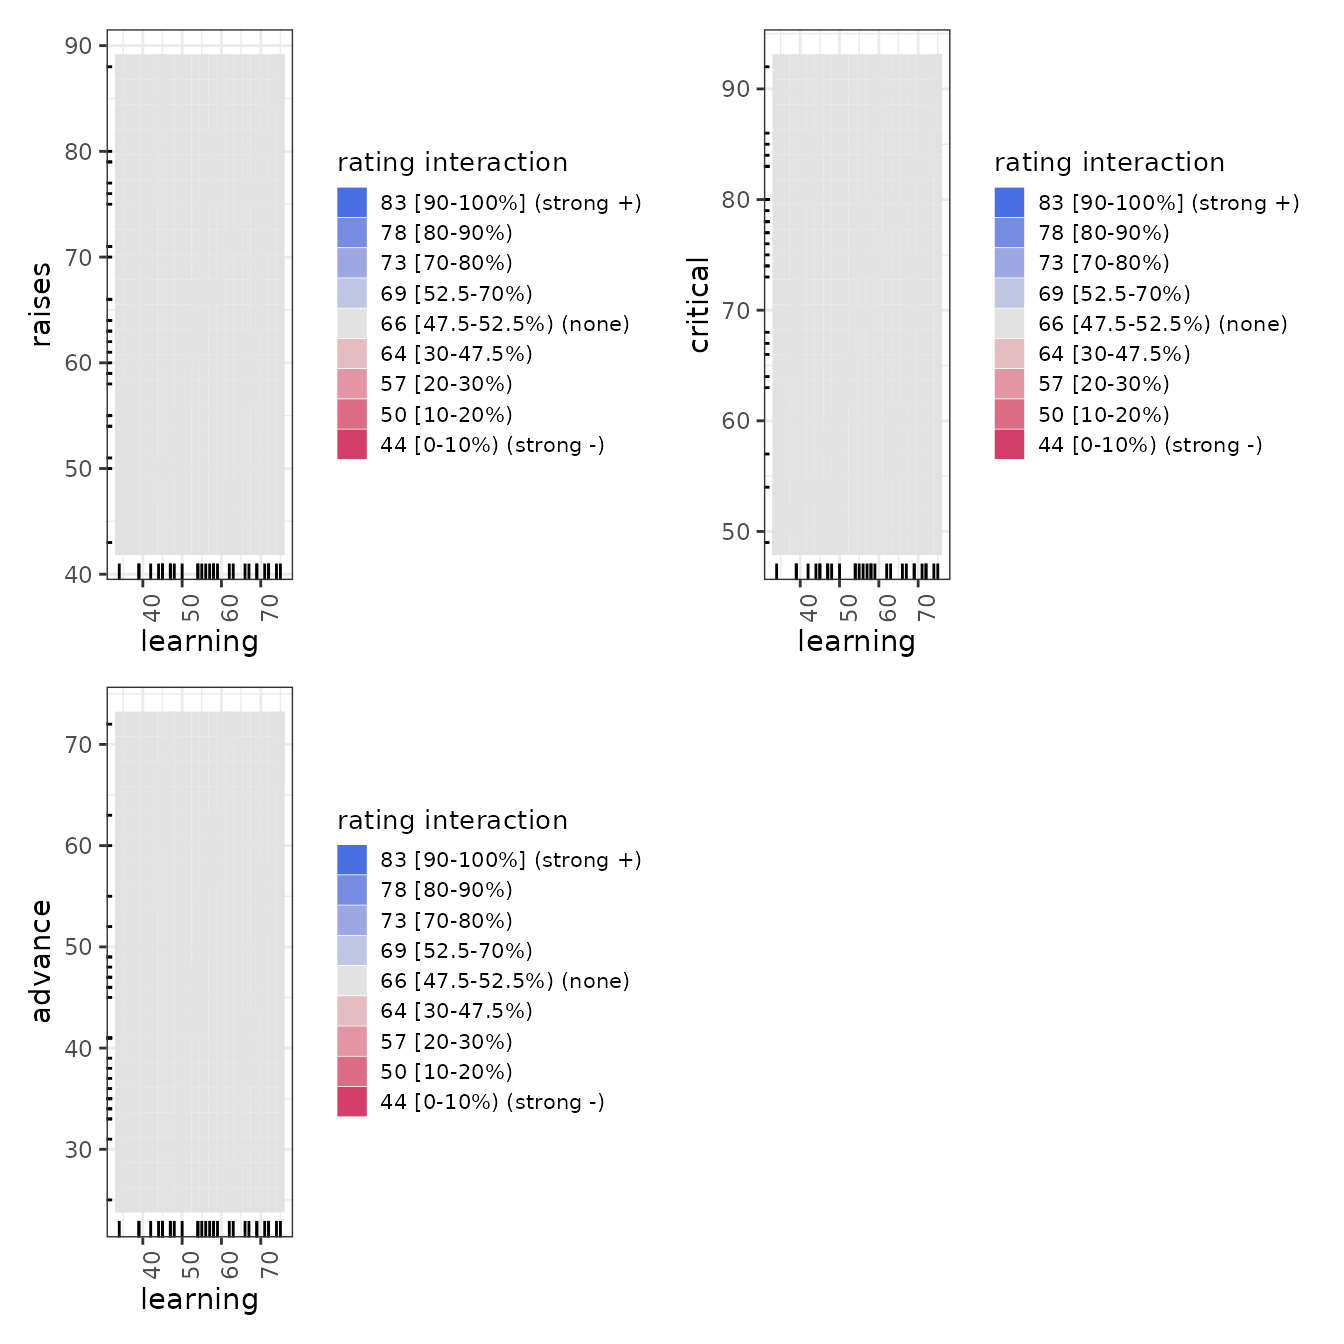 90
80
70
60
50
40
raises
40 50 60 70
learning
rating interaction
83 [90-100%] (strong +)
78 [80-90%)
73 [70-80%)
69 [52.5-70%)
66 [47.5-52.5%) (none)
64 [30-47.5%)
57 [20-30%)
50 [10-20%)
44 [0-10%) (strong -)
90
80
70
60
50
critical
40 50 60 70
learning
rating interaction
83 [90-100%] (strong +)
78 [80-90%)
73 [70-80%)
69 [52.5-70%)
66 [47.5-52.5%) (none)
64 [30-47.5%)
57 [20-30%)
50 [10-20%)
44 [0-10%) (strong -)
70
60
50
40
30
advance
40 50 60 70
learning
rating interaction
83 [90-100%] (strong +)
78 [80-90%)
73 [70-80%)
69 [52.5-70%)
66 [47.5-52.5%) (none)
64 [30-47.5%)
57 [20-30%)
50 [10-20%)
44 [0-10%) (strong -)